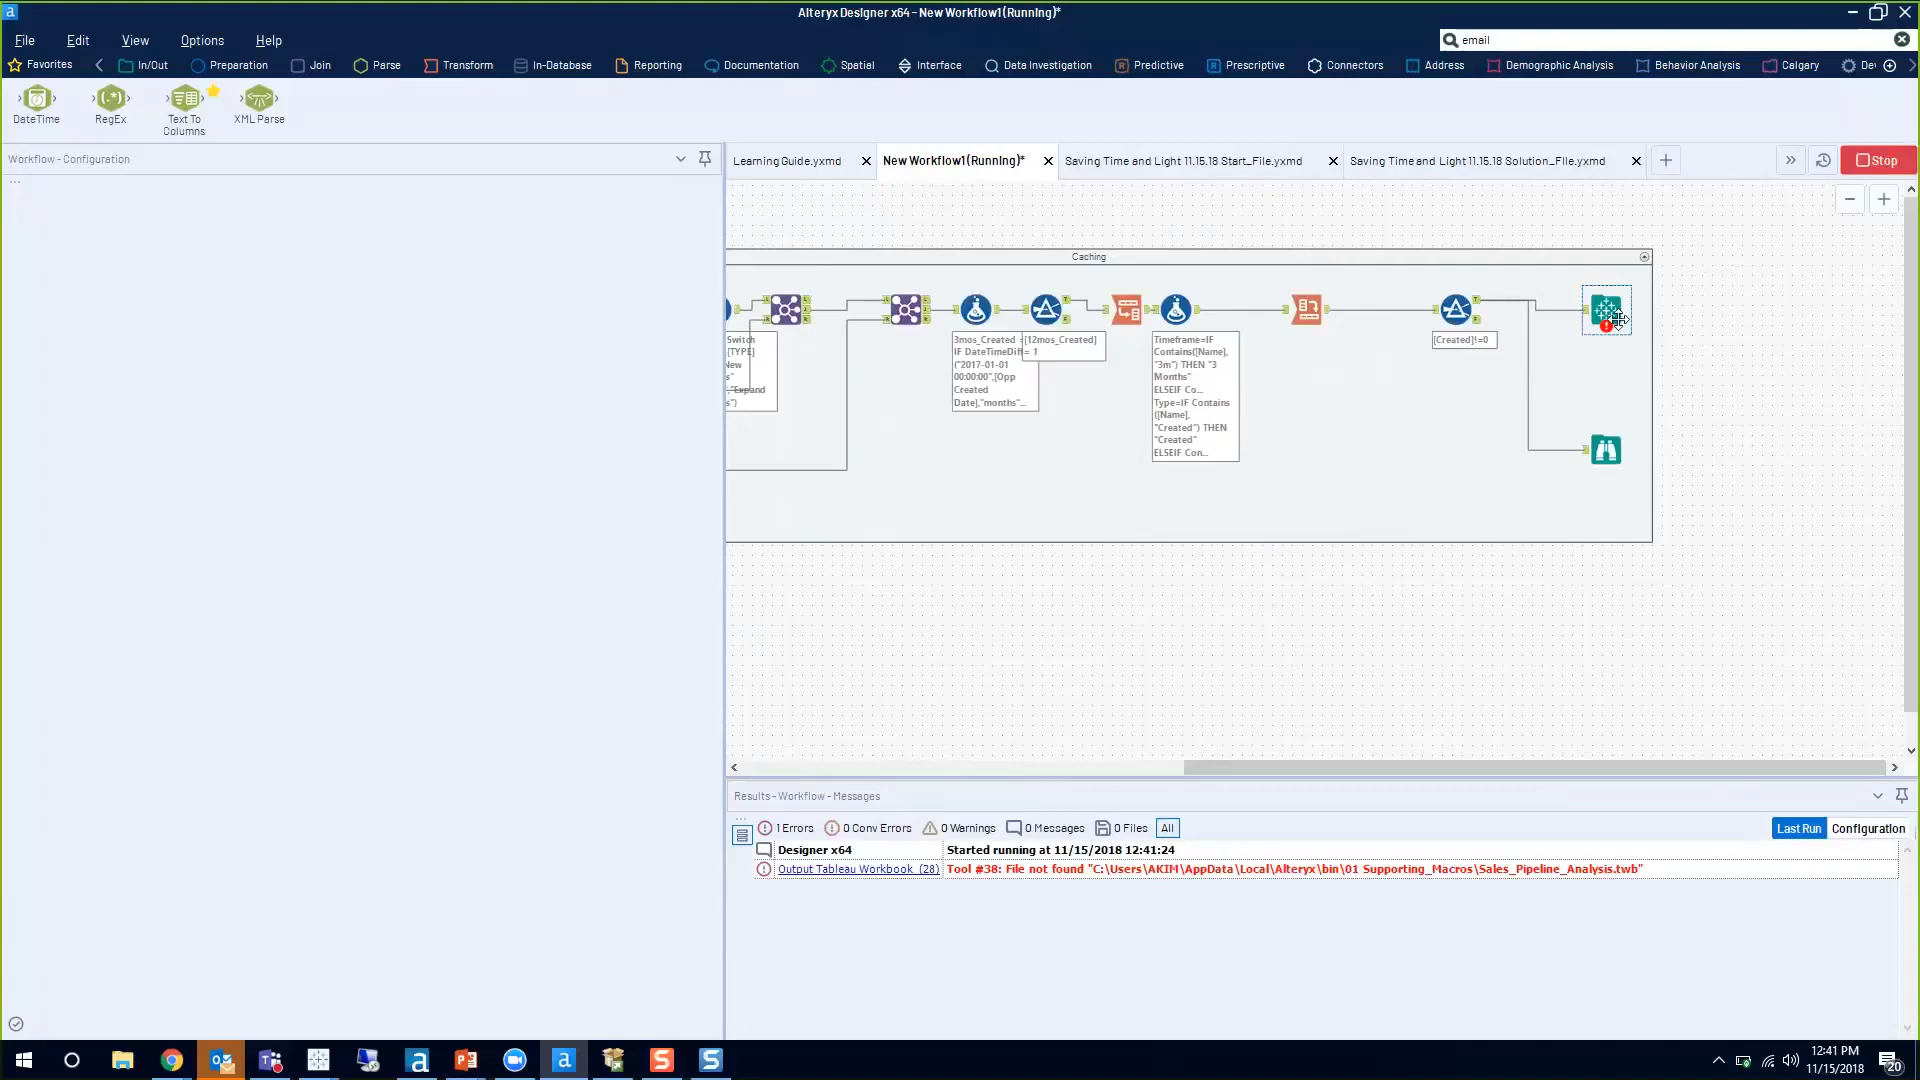 Alteryx Designer x64 - New Workflow1 (Running)*
File Edit View Options Help
email
Favorites In/Out Preparation Join Parse Transform In-Database Reporting Documentation Spatial Interface Data Investigation Predictive Prescriptive Connectors Address Demographic Analysis Behavior Analysis Calgary De
DateTime RegEx Text To XML Parse
Columns
Workflow - Configuration
Learning Guide.yxmd New Workflow1 (Running)* Saving Time and Light 11.15.18 Start_File.yxmd Saving Time and Light 11.15.18 Solution_File.yxmd Stop
Caching
Switch
[TYPE]
New
s"
,"Expand
s")
3mos_Created =
IF DateTimeDiff
("2017-01-01
00:00:00",[Opp
Created
Date],"months"...
[12mos_Created]
= 1
Timeframe=IF
Contains([Name],
"3m") THEN "3
Months"
ELSEIF Co...
Type=IF Contains
([Name],
"Created") THEN
"Created"
ELSEIF Con...
[Created]!=0
Results - Workflow - Messages
1 Errors 0 Conv Errors 0 Warnings 0 Messages 0 Files All Last Run Configuration
Designer x64 Started running at 11/15/2018 12:41:24
Output Tableau Workbook (28) Tool #38: File not found "C:\Users\AKIM\AppData\Local\Alteryx\bin\01 Supporting_Macros\Sales_Pipeline_Analysis.twb"
12:41 PM
11/15/2018
20